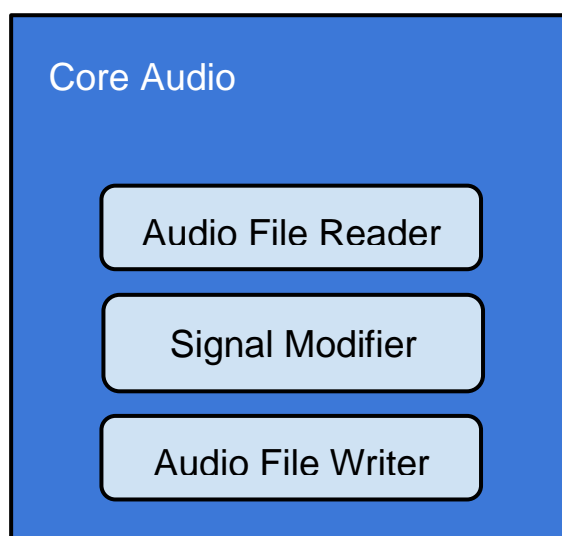 Core Audio
Audio File Reader
Signal Modifier
Audio File Writer